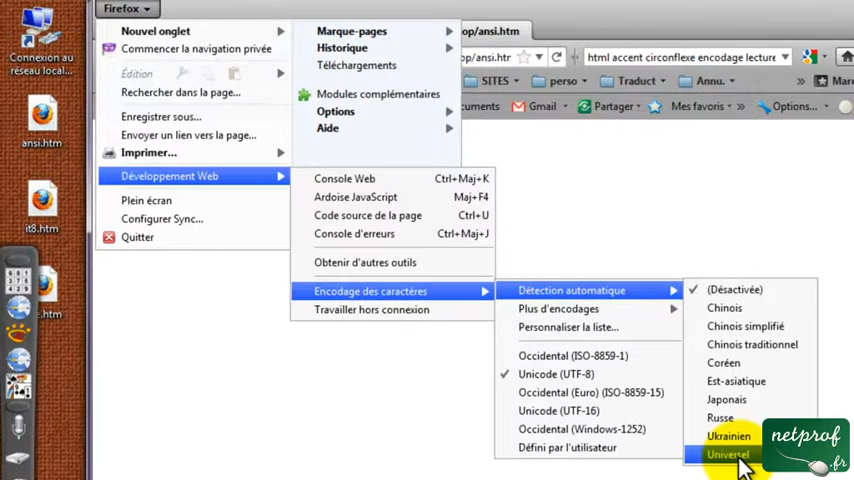 Firefox
Connexion au
réseau local...
ansi.htm
it8.htm
.htm
Nouvel onglet
Commencer la navigation privée
Édition
Rechercher dans la page...
Enregistrer sous...
Envoyer un lien vers la page...
Imprimer...
Développement Web
Plein écran
Configurer Sync...
Quitter
Marque-pages
Historique
Téléchargements
Modules complémentaires
Options
Aide
op/ansi.htm
op/ansi.htr
html accent circonflexe encodage lecture
SITES
perso
Traduct
Annu.
Marc
cuments
Gmail
Partager
Mes favoris
Options...
Console Web Ctrl+Maj+K
Ardoise JavaScript Maj+F4
Code source de la page Ctrl+U
Console d'erreurs Ctrl+Maj+J
Obtenir d'autres outils
Encodage des caractères
Travailler hors connexion
Détection automatique
Plus d'encodages
Personnaliser la liste...
Occidental (ISO-8859-1)
Unicode (UTF-8)
Occidental (Euro) (ISO-8859-15)
Unicode (UTF-16)
Occidental (Windows-1252)
Défini par l'utilisateur
(Désactivée)
Chinois
Chinois simplifié
Chinois traditionnel
Coréen
Est-asiatique
Japonais
Russe
Ukrainien
Universel
netprof
.fr